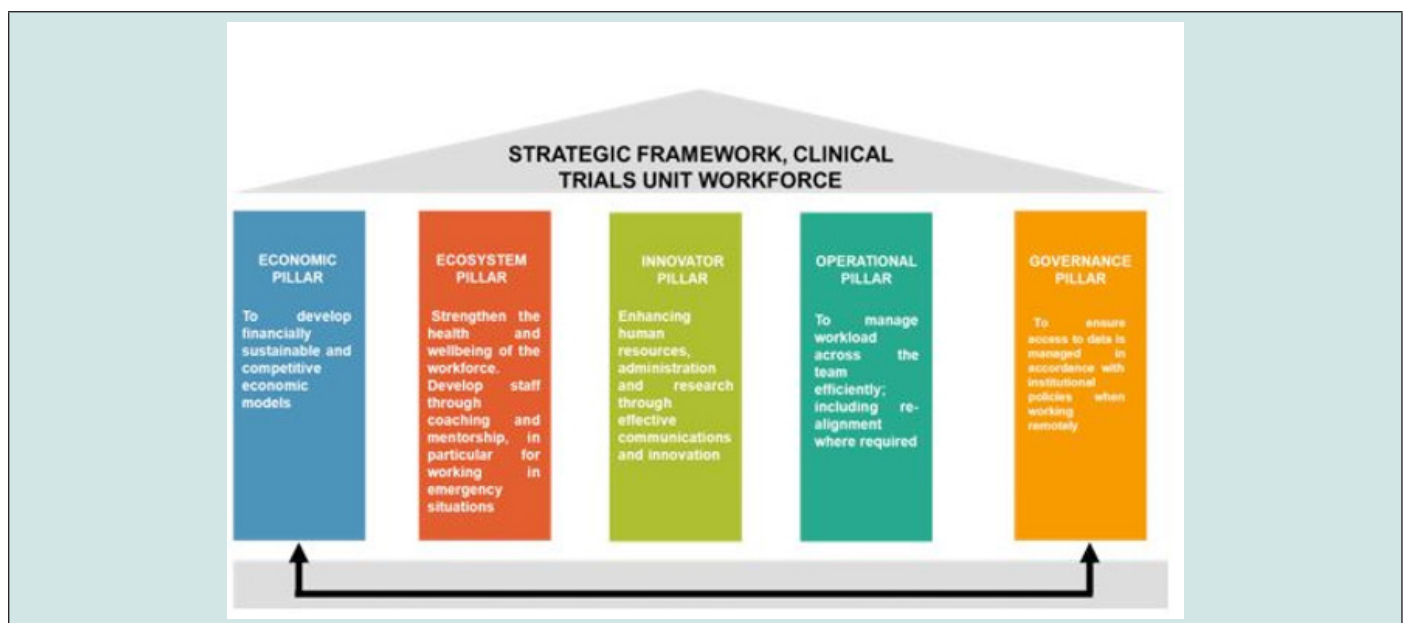 STRATEGIC FRAMEWORK, CLINICAL
TRIALS UNIT WORKFORCE
ECONOMIC
PILLAR
To develop
financially
sustainable and
competitive
economic
models
ECOSYSTEM
PILLAR
Strengthen the
health and
wellbeing of the
workforce.
Develop staff
through
coaching and
mentorship, in
particular for
working in
emergency
situations
INNOVATOR
PILLAR
Enhancing
human
resources,
administration
and research
through
effective
communications
and innovation
OPERATIONAL
PILLAR
To manage
workload
across the
team
efficiently;
including re-
alignment
where required
GOVERNANCE
PILLAR
To ensure
access to data is
managed in
accordance with
institutional
policies when
working
remotely